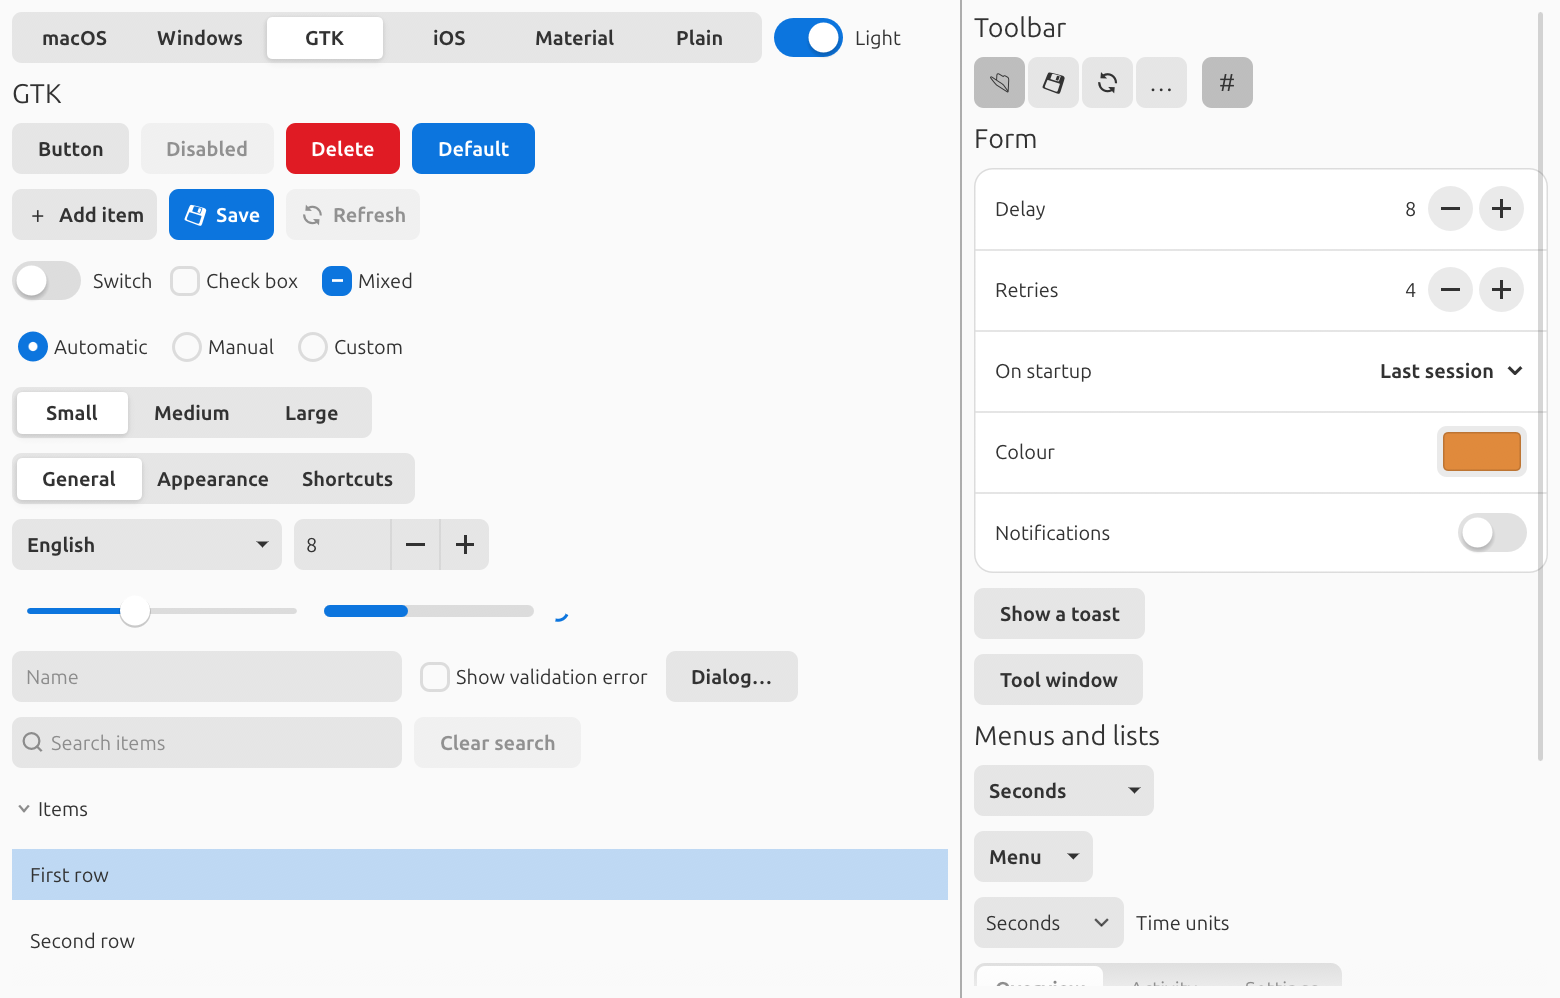 macOS Windows GTK iOS Material Plain Light
GTK
Button Disabled Delete Default
+ Add item Save Refresh
Switch Check box Mixed
Automatic Manual Custom
Small Medium Large
General Appearance Shortcuts
English 8
Name Show validation error Dialog...
Search items Clear search
Items
First row
Second row
Toolbar
... #
Form
Delay 8
Retries 4
On startup Last session
Colour
Notifications
Show a toast
Tool window
Menus and lists
Seconds
Menu
Seconds Time units